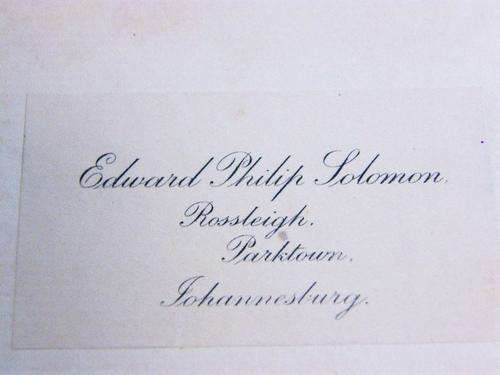 Edward Philip Solomon.
Rossleigh.
Parktown.
Johannesburg.